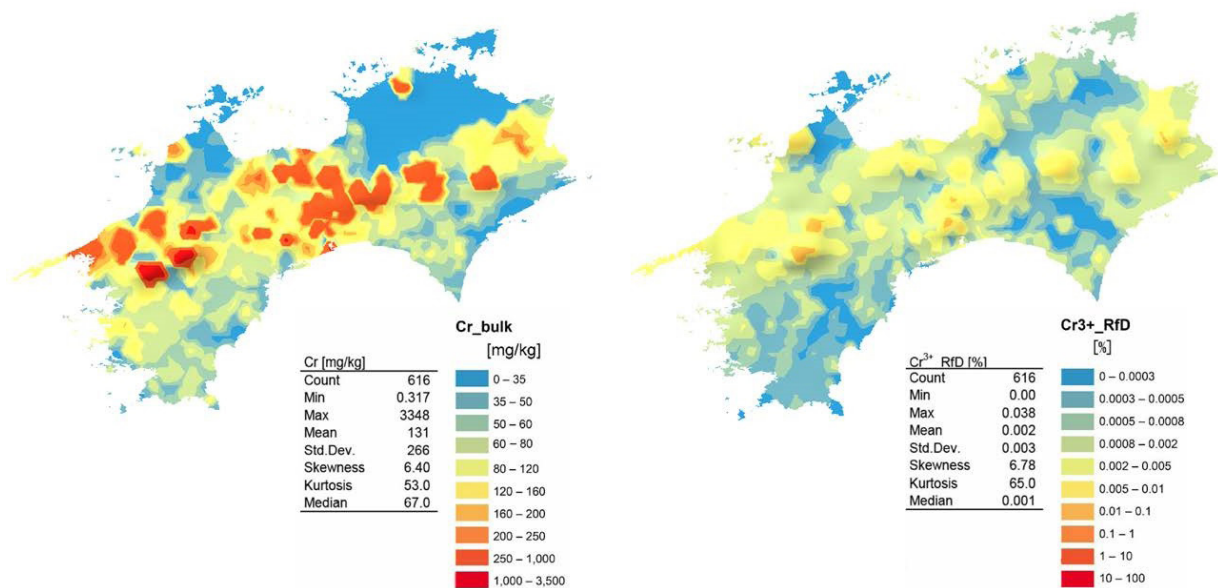 Cr_bulk
[mg/kg]
Cr [mg/kg]
Count 616
Min 0.317
Max 3348
Mean 131
Std.Dev. 266
Skewness 6.40
Kurtosis 53.0
Median 67.0
0 – 35
35 – 50
50 – 60
60 – 80
80 – 120
120 – 160
160 – 200
200 – 250
250 – 1,000
1,000 – 3,500
Cr3+_RfD
[%]
Cr³⁺_RfD [%]
Count 616
Min 0.00
Max 0.038
Mean 0.002
Std.Dev. 0.003
Skewness 6.78
Kurtosis 65.0
Median 0.001
0 – 0.0003
0.0003 – 0.0005
0.0005 – 0.0008
0.0008 – 0.002
0.002 – 0.005
0.005 – 0.01
0.01 – 0.1
0.1 – 1
1 – 10
10 – 100